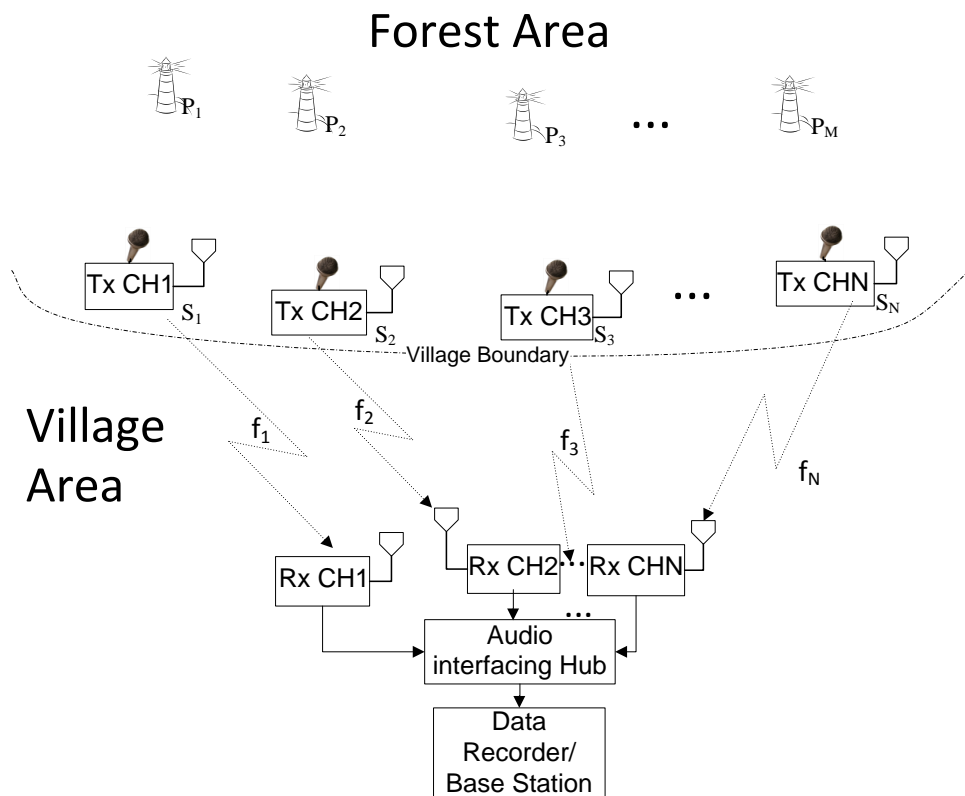 Forest Area
P1 P2 P3 ... PM
Tx CH1 Tx CH2 Tx CH3 ... Tx CHN
S1 S2 S3 SN
Village Boundary
Village
Area
f1 f2 f3 fN
Rx CH1 Rx CH2 ... Rx CHN
...
Audio
interfacing Hub
Data
Recorder/
Base Station